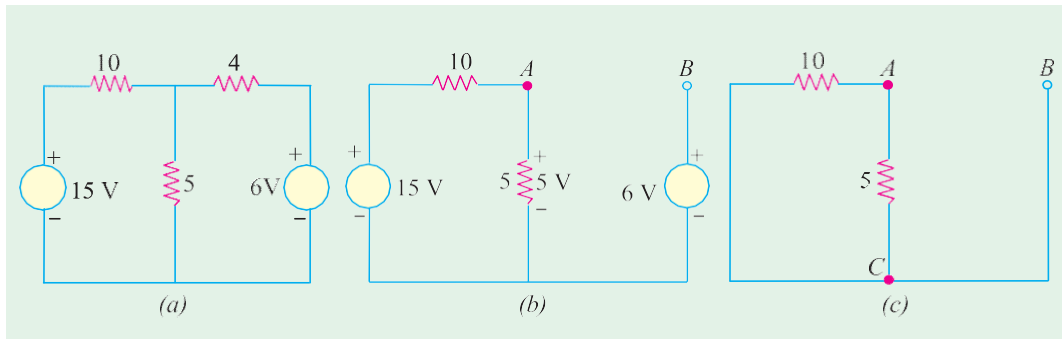 10 4
+ 15 V − 5 + 6V −
(a)
10 A B
+ 15 V − 5 + 5 V − + 6 V −
(b)
10 A B
5
C
(c)